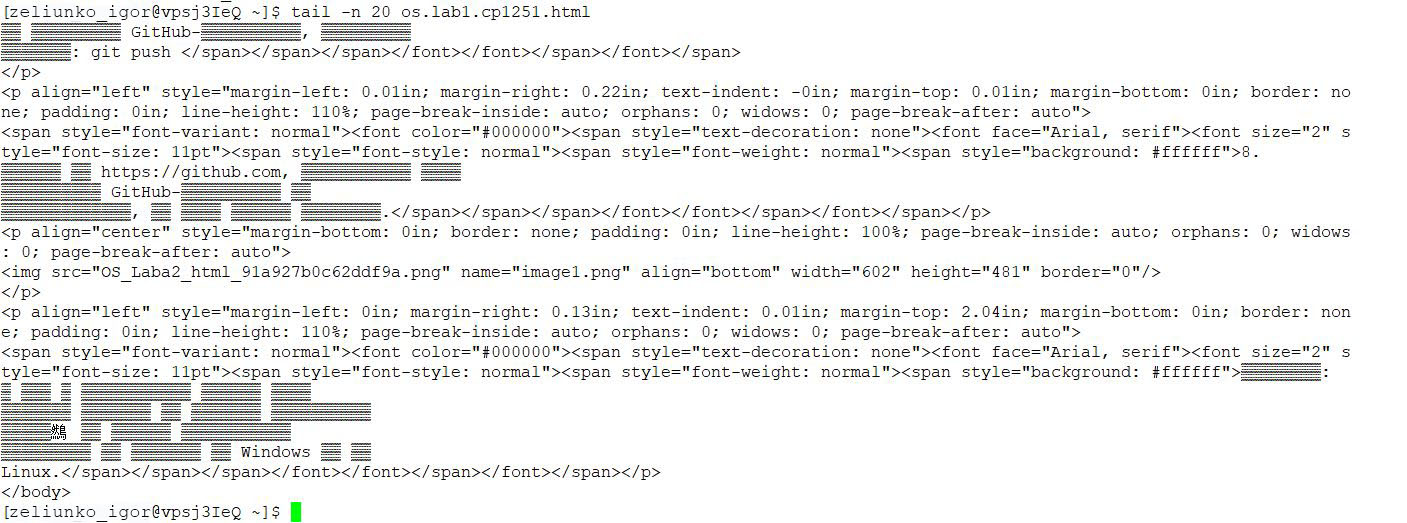 [zeliunko_igor@vpsj3IeQ ~]$ tail -n 20 os.lab1.cp1251.html
GitHub-, 
: git push </span></span></span></font></font></span></font></span>
</p>
<p align="left" style="margin-left: 0.01in; margin-right: 0.22in; text-indent: -0in; margin-top: 0.01in; margin-bottom: 0in; border: no
ne; padding: 0in; line-height: 110%; page-break-inside: auto; orphans: 0; widows: 0; page-break-after: auto">
<span style="font-variant: normal"><font color="#000000"><span style="text-decoration: none"><font face="Arial, serif"><font size="2" s
tyle="font-size: 11pt"><span style="font-style: normal"><span style="font-weight: normal"><span style="background: #ffffff">8.
https://github.com,
GitHub-
, .</span></span></span></font></font></span></font></span></p>
<p align="center" style="margin-bottom: 0in; border: none; padding: 0in; line-height: 100%; page-break-inside: auto; orphans: 0; widows
: 0; page-break-after: auto">
<img src="OS_Laba2_html_91a927b0c62ddf9a.png" name="image1.png" align="bottom" width="602" height="481" border="0"/>
</p>
<p align="left" style="margin-left: 0in; margin-right: 0.13in; text-indent: 0.01in; margin-top: 2.04in; margin-bottom: 0in; border: non
e; padding: 0in; line-height: 110%; page-break-inside: auto; orphans: 0; widows: 0; page-break-after: auto">
<span style="font-variant: normal"><font color="#000000"><span style="text-decoration: none"><font face="Arial, serif"><font size="2" s
tyle="font-size: 11pt"><span style="font-style: normal"><span style="font-weight: normal"><span style="background: #ffffff">:
Windows
Linux.</span></span></span></font></font></span></font></span></p>
</body>
[zeliunko_igor@vpsj3IeQ ~]$